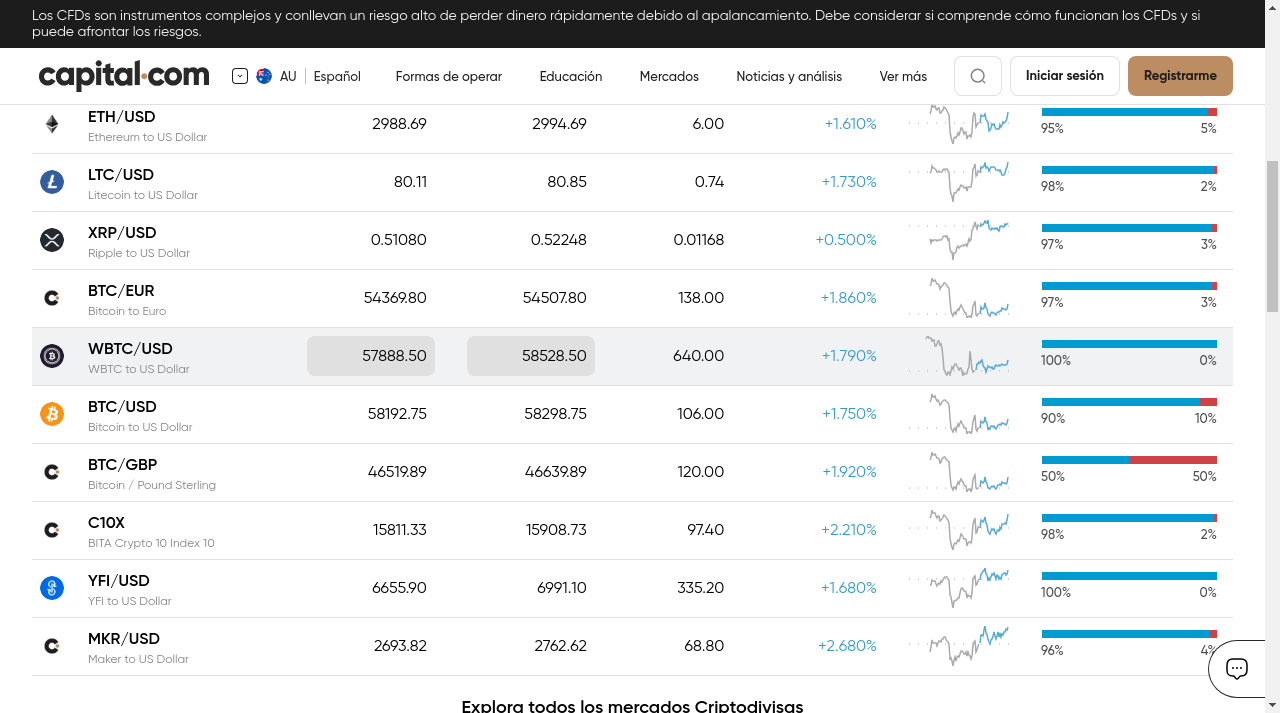 Los CFDs son instrumentos complejos y conllevan un riesgo alto de perder dinero rápidamente debido al apalancamiento. Debe considerar si comprende cómo funcionan los CFDs y si
puede afrontar los riesgos.
capital.com AU Español Formas de operar Educación Mercados Noticias y análisis Ver más Iniciar sesión Registrarme
ETH/USD 2988.69 2994.69 6.00 +1.610%
Ethereum to US Dollar 95% 5%
LTC/USD 80.11 80.85 0.74 +1.730%
Litecoin to US Dollar 98% 2%
XRP/USD 0.51080 0.52248 0.01168 +0.500%
Ripple to US Dollar 97% 3%
BTC/EUR 54369.80 54507.80 138.00 +1.860%
Bitcoin to Euro 97% 3%
WBTC/USD 57888.50 58528.50 640.00 +1.790%
WBTC to US Dollar 100% 0%
BTC/USD 58192.75 58298.75 106.00 +1.750%
Bitcoin to US Dollar 90% 10%
BTC/GBP 46519.89 46639.89 120.00 +1.920%
Bitcoin / Pound Sterling 50% 50%
C10X 15811.33 15908.73 97.40 +2.210%
BITA Crypto 10 Index 10 98% 2%
YFI/USD 6655.90 6991.10 335.20 +1.680%
YFI to US Dollar 100% 0%
MKR/USD 2693.82 2762.62 68.80 +2.680%
Maker to US Dollar 96% 4%
Explora todos los mercados Criptodivisas